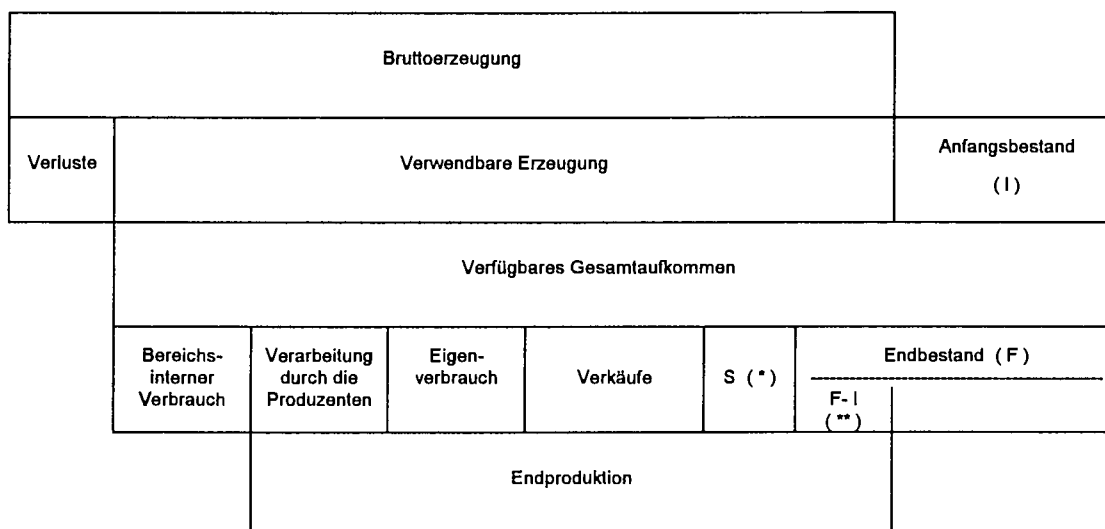 Bruttoerzeugung
Verluste
Verwendbare Erzeugung
Anfangsbestand
( I )
Verfügbares Gesamtaufkommen
Bereichs-
interner
Verbrauch
Verarbeitung
durch die
Produzenten
Eigen-
verbrauch
Verkäufe
S (*)
Endbestand ( F )
F- I
(**)
Endproduktion